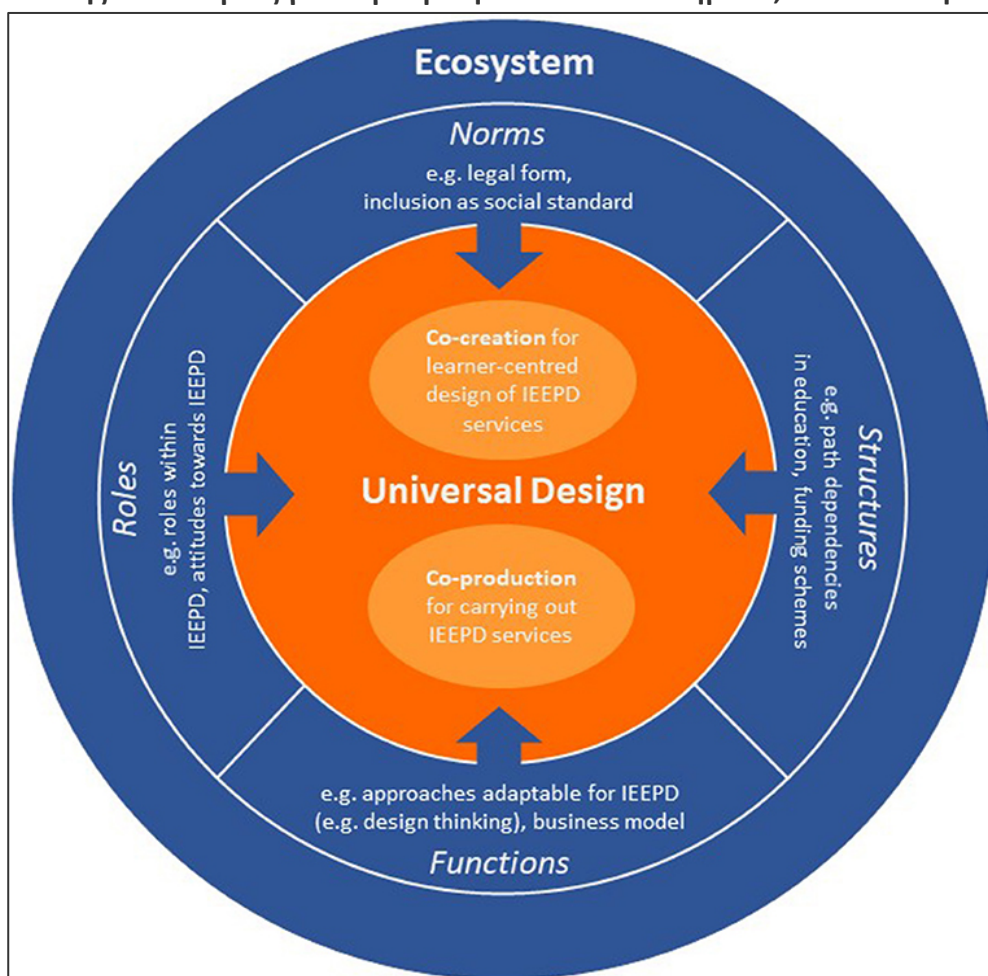 Ecosystem
Norms
e.g. legal form,
inclusion as social standard
Co-creation for
learner-centred
design of IEEPD
services
Roles
e.g. roles within
IEEPD, attitudes towards IEEPD
Universal Design
Structures
e.g. path dependencies
in education, funding schemes
Co-production
for carrying out
IEEPD services
e.g. approaches adaptable for IEEPD
(e.g. design thinking), business model
Functions